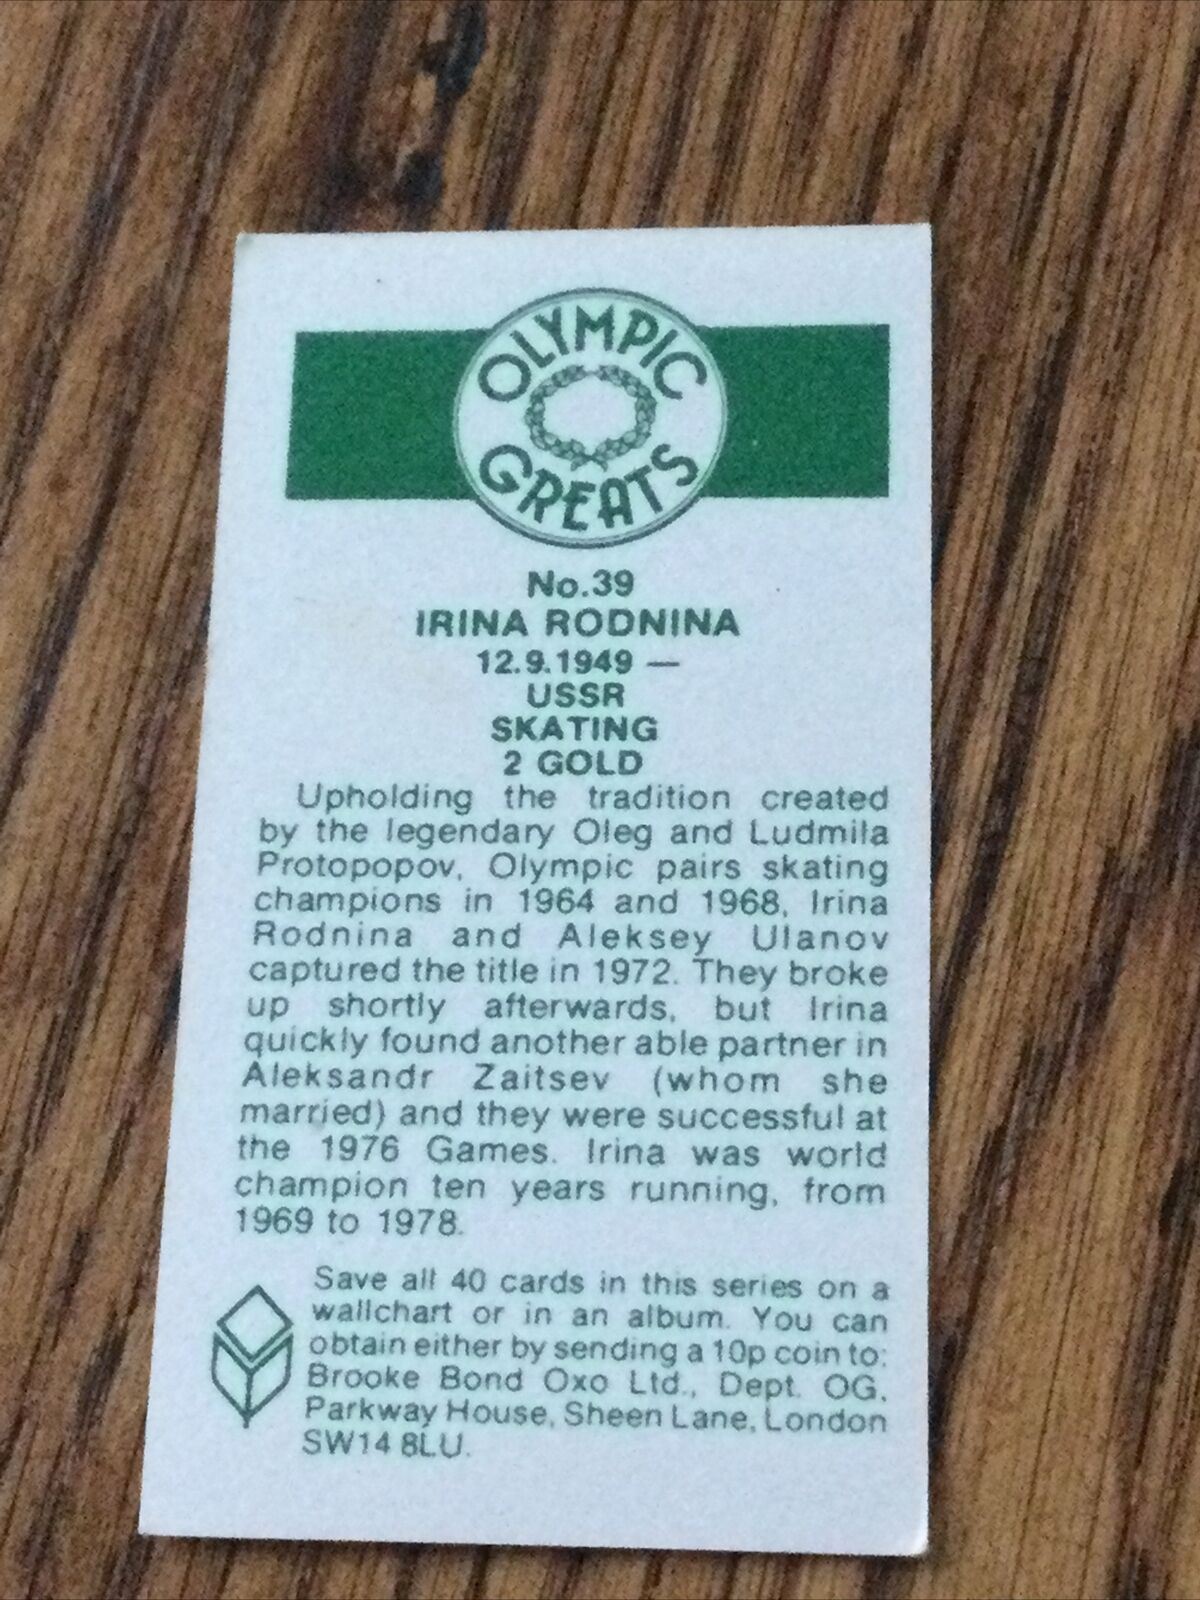 OLYMPIC
GREATS
No.39
IRINA RODNINA
12.9.1949 —
USSR
SKATING
2 GOLD
Upholding the tradition created
by the legendary Oleg and Ludmila
Protopopov, Olympic pairs skating
champions in 1964 and 1968, Irina
Rodnina and Aleksey Ulanov
captured the title in 1972. They broke
up shortly afterwards, but Irina
quickly found another able partner in
Aleksandr Zaitsev (whom she
married) and they were successful at
the 1976 Games. Irina was world
champion ten years running, from
1969 to 1978.
Save all 40 cards in this series on a
wallchart or in an album. You can
obtain either by sending a 10p coin to:
Brooke Bond Oxo Ltd., Dept. OG,
Parkway House, Sheen Lane, London
SW14 8LU.